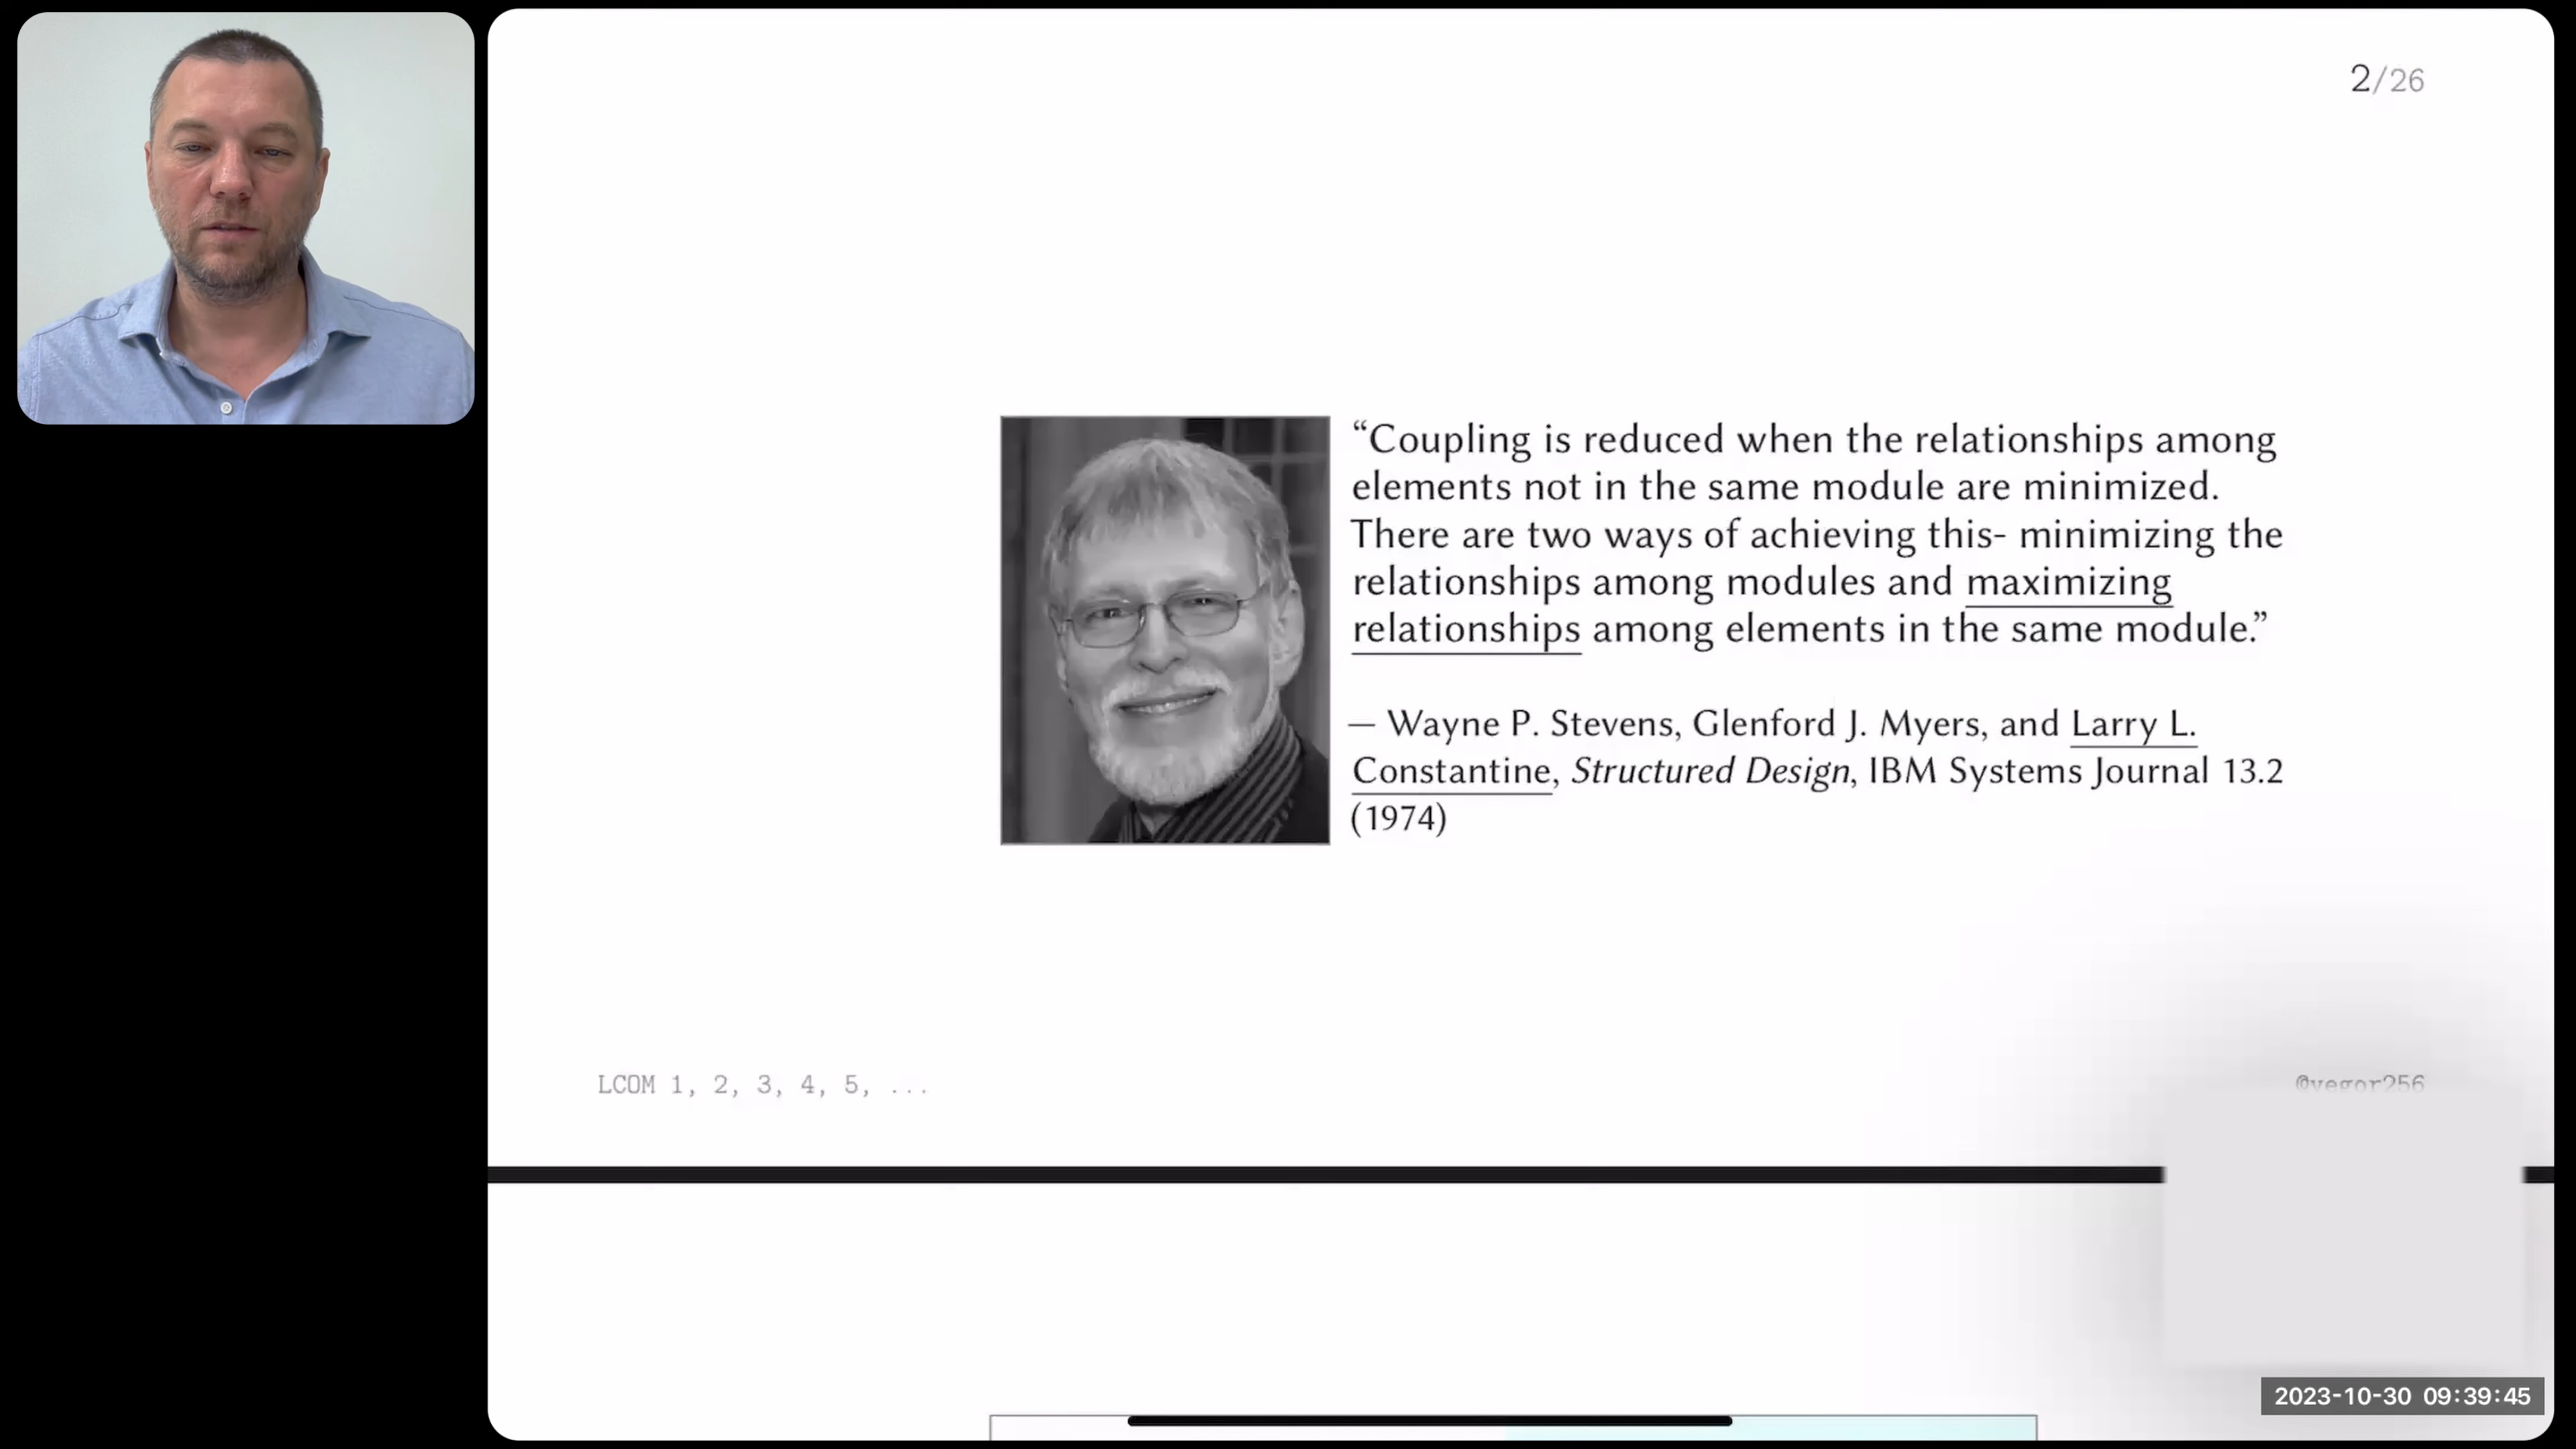 2/26
“Coupling is reduced when the relationships among
elements not in the same module are minimized.
There are two ways of achieving this- minimizing the
relationships among modules and maximizing
relationships among elements in the same module.”
— Wayne P. Stevens, Glenford J. Myers, and Larry L.
Constantine, Structured Design, IBM Systems Journal 13.2
(1974)
LCOM 1, 2, 3, 4, 5, ...
@yegor256
2023-10-30 09:39:45